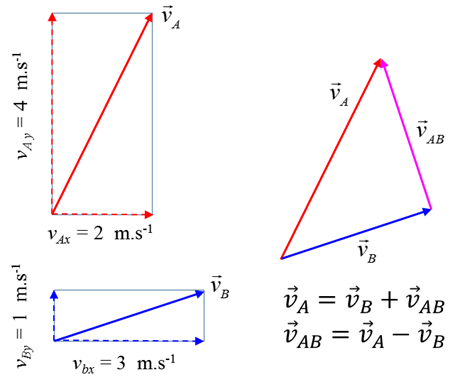 v⃗A
vAy = 4 m.s-1
vAx = 2 m.s-1
v⃗B
vBy = 1 m.s-1
vbx = 3 m.s-1
v⃗A
v⃗AB
v⃗B
v⃗A = v⃗B + v⃗AB
v⃗AB = v⃗A − v⃗B